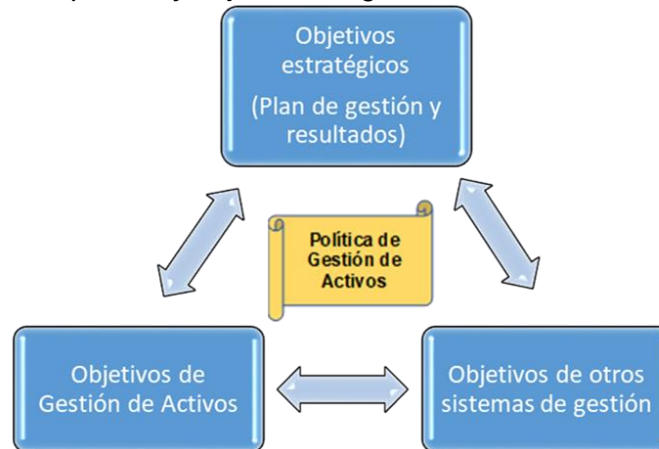 Objetivos
estratégicos
(Plan de gestión y
resultados)
Política de
Gestión de
Activos
Objetivos de
Gestión de Activos
Objetivos de otros
sistemas de gestión